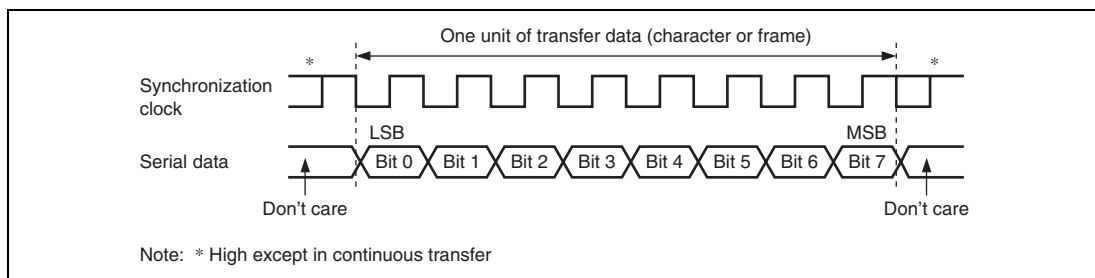 One unit of transfer data (character or frame)
* *
Synchronization
clock
LSB MSB
Serial data Bit 0 Bit 1 Bit 2 Bit 3 Bit 4 Bit 5 Bit 6 Bit 7
Don't care Don't care
Note: * High except in continuous transfer